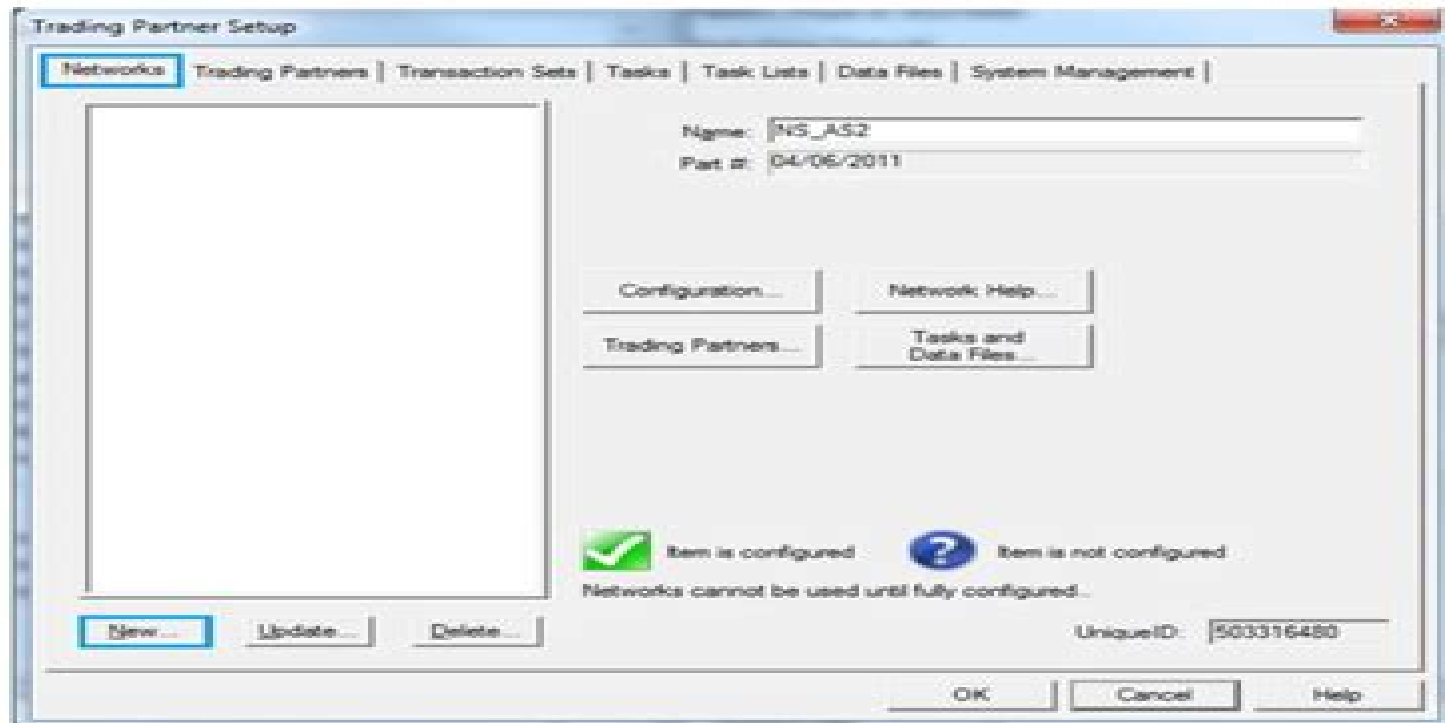 Trading Partner Setup
Networks | Trading Partners | Transaction Sets | Tasks | Task Lists | Data Files | System Management |
Name: NS_AS2
Part #: 04/06/2011
Configuration... Network Help...
Trading Partners... Tasks and
Data Files...
Item is configured Item is not configured
Networks cannot be used until fully configured...
New... Update... Delete... UniqueID: 503316480
OK Cancel Help